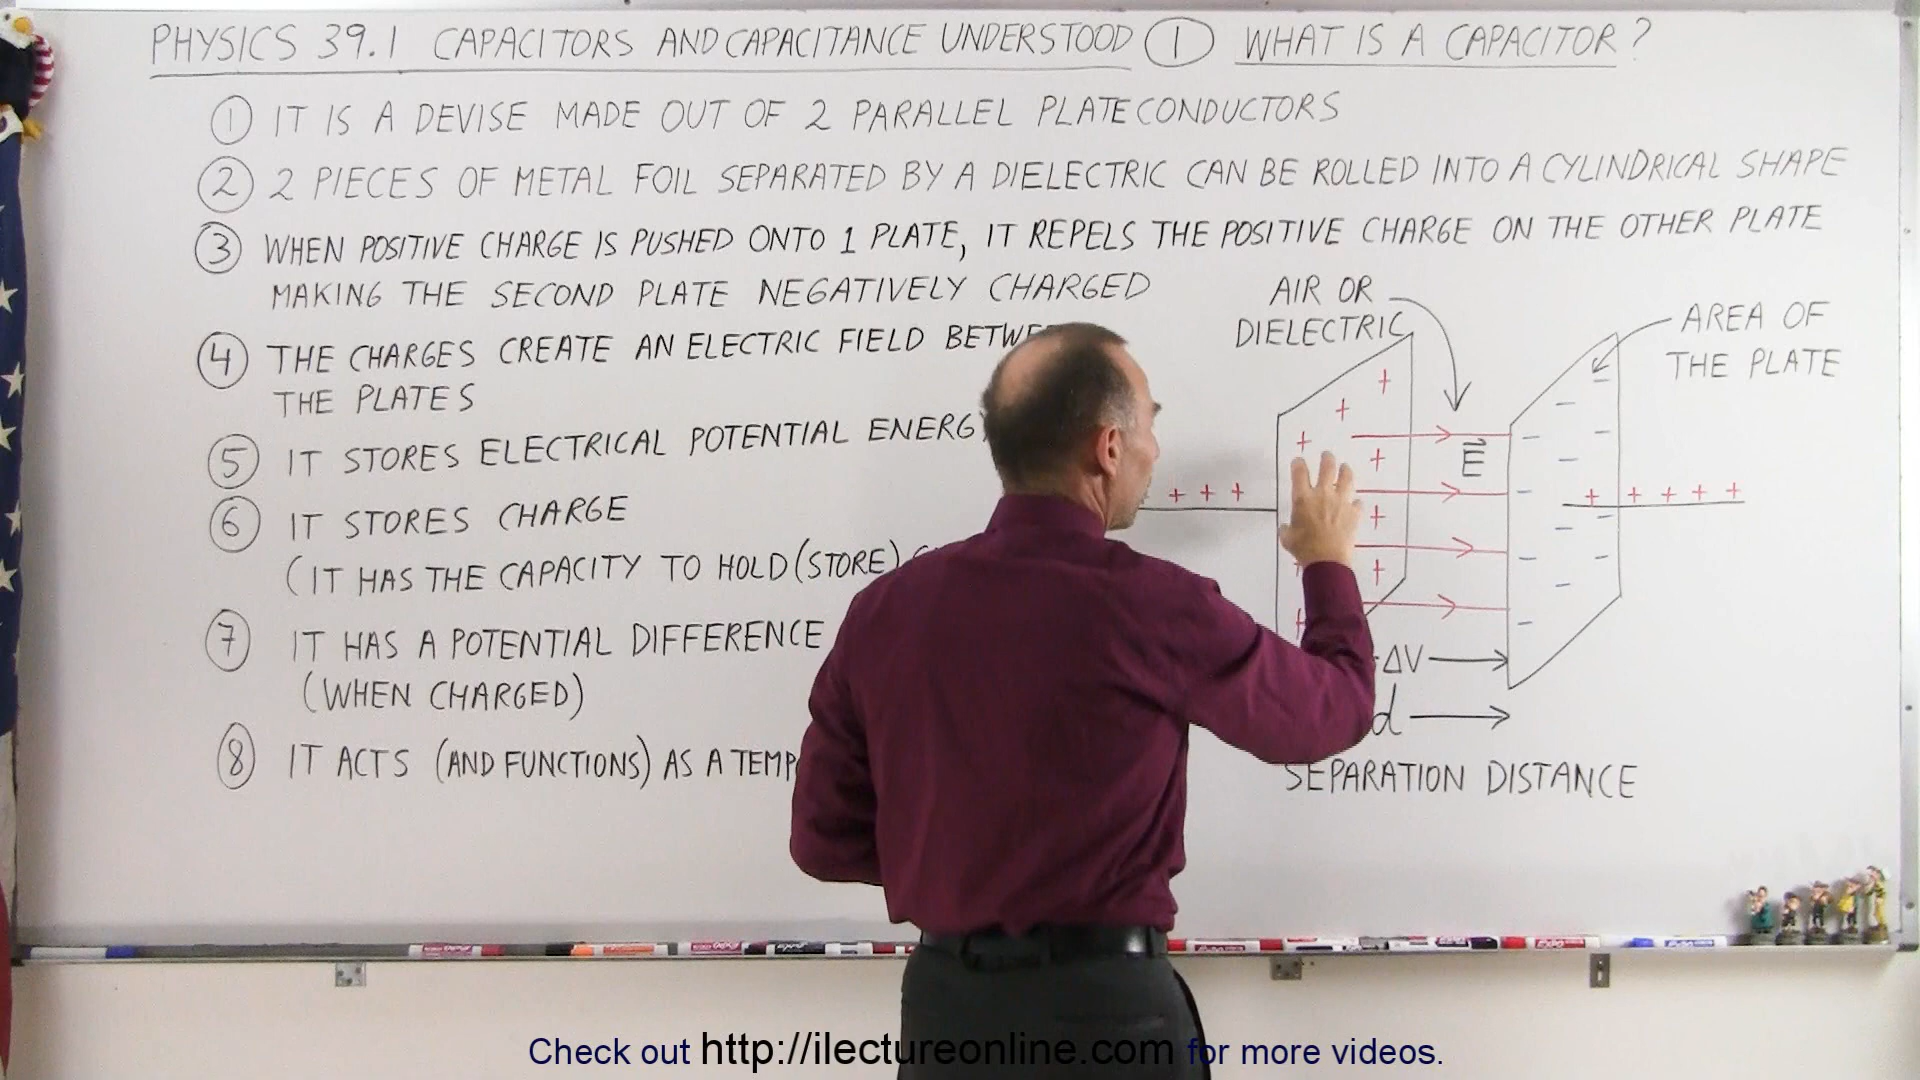 PHYSICS 39.1 CAPACITORS AND CAPACITANCE UNDERSTOOD ① WHAT IS A CAPACITOR?
① IT IS A DEVISE MADE OUT OF 2 PARALLEL PLATE CONDUCTORS
② 2 PIECES OF METAL FOIL SEPARATED BY A DIELECTRIC CAN BE ROLLED INTO A CYLINDRICAL SHAPE
③ WHEN POSITIVE CHARGE IS PUSHED ONTO 1 PLATE, IT REPELS THE POSITIVE CHARGE ON THE OTHER PLATE
MAKING THE SECOND PLATE NEGATIVELY CHARGED
④ THE CHARGES CREATE AN ELECTRIC FIELD
THE PLATES
⑤ IT STORES ELECTRICAL POTENTIAL ENERGY
⑥ IT STORES CHARGE
(IT HAS THE CAPACITY TO HOLD (STORE)
⑦ IT HAS A POTENTIAL DIFFERENCE
(WHEN CHARGED)
⑧ IT ACTS (AND FUNCTIONS) AS A
AIR OR
DIELECTRIC
AREA OF
THE PLATE
E
ΔV
d
SEPARATION DISTANCE
Check out http://ilectureonline.com for more videos.